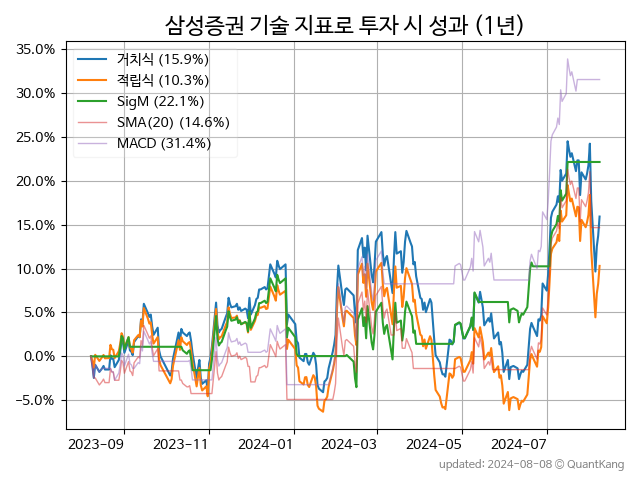 삼성증권 기술 지표로 투자 시 성과 (1년)
35.0%
30.0%
25.0%
20.0%
15.0%
10.0%
5.0%
0.0%
−5.0%
거치식 (15.9%)
적립식 (10.3%)
SigM (22.1%)
SMA(20) (14.6%)
MACD (31.4%)
2023-09 2023-11 2024-01 2024-03 2024-05 2024-07
updated: 2024-08-08 © QuantKang